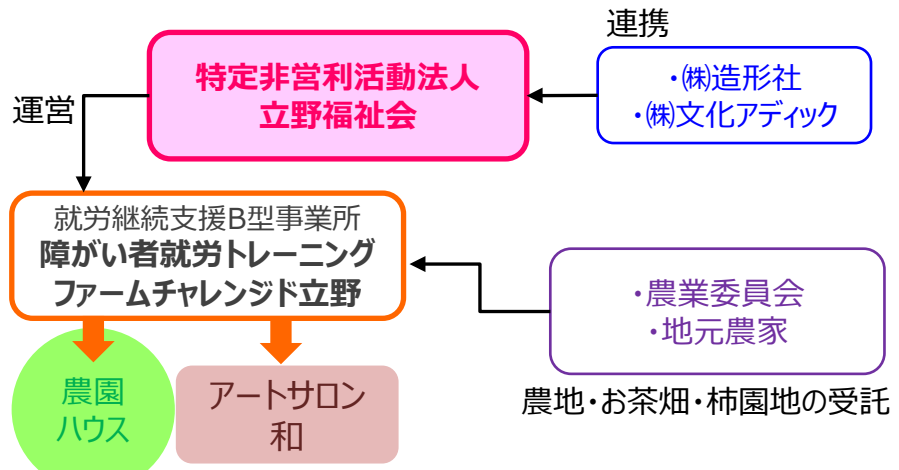 連携
特定非営利活動法人
立野福祉会
・㈱造形社
・㈱文化アディック
運営
就労継続支援B型事業所
障がい者就労トレーニング
ファームチャレンジド立野
・農業委員会
・地元農家
農園
ハウス
アートサロン
和
農地・お茶畑・柿園地の受託